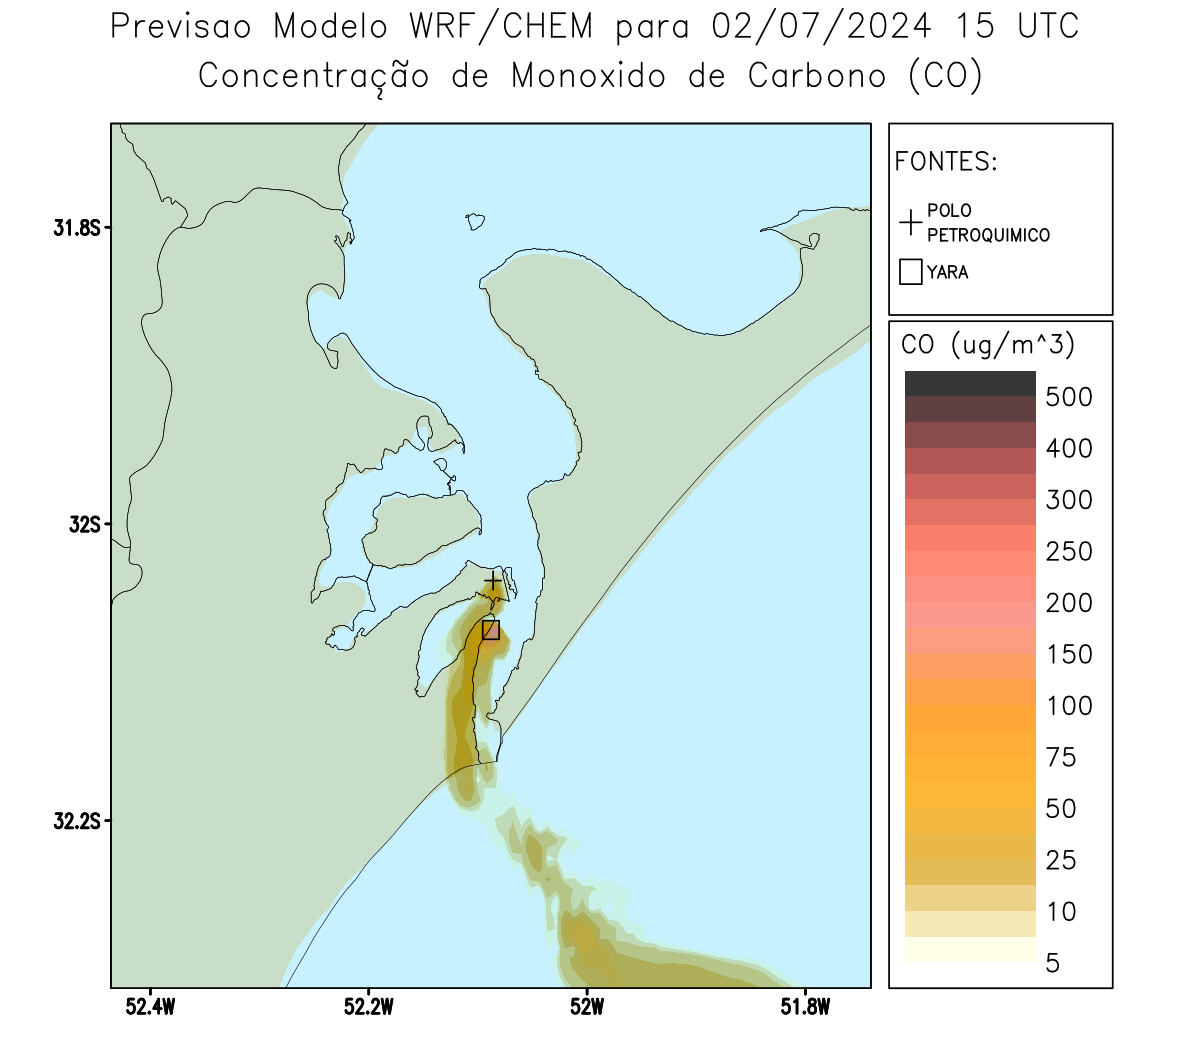 Previsao Modelo WRF/CHEM para 02/07/2024 15 UTC
Concentração de Monoxido de Carbono (CO)
FONTES:
POLO
PETROQUIMICO
YARA
CO (ug/m^3)
500
400
300
250
200
150
100
75
50
25
10
5
31.8S
32S
32.2S
52.4W
52.2W
52W
51.8W